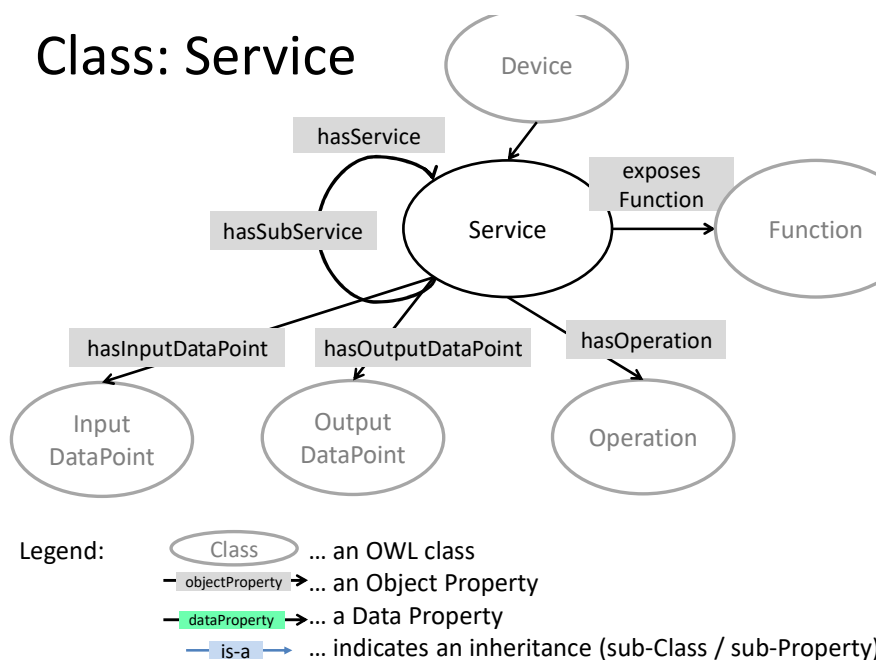 Class: Service
Device
hasService
exposes
Function
hasSubService
Service
Function
hasInputDataPoint
hasOutputDataPoint
hasOperation
Input
DataPoint
Output
DataPoint
Operation
Legend:
Class
... an OWL class
objectProperty
... an Object Property
dataProperty
... a Data Property
is-a
... indicates an inheritance (sub-Class / sub-Property)